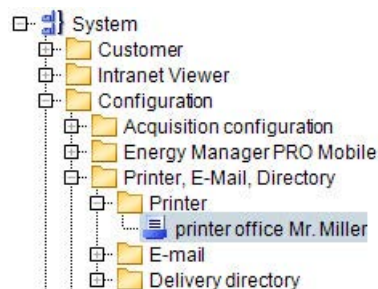 System
Customer
Intranet Viewer
Configuration
Acquisition configuration
Energy Manager PRO Mobile
Printer, E-Mail, Directory
Printer
printer office Mr. Miller
E-mail
Delivery directory